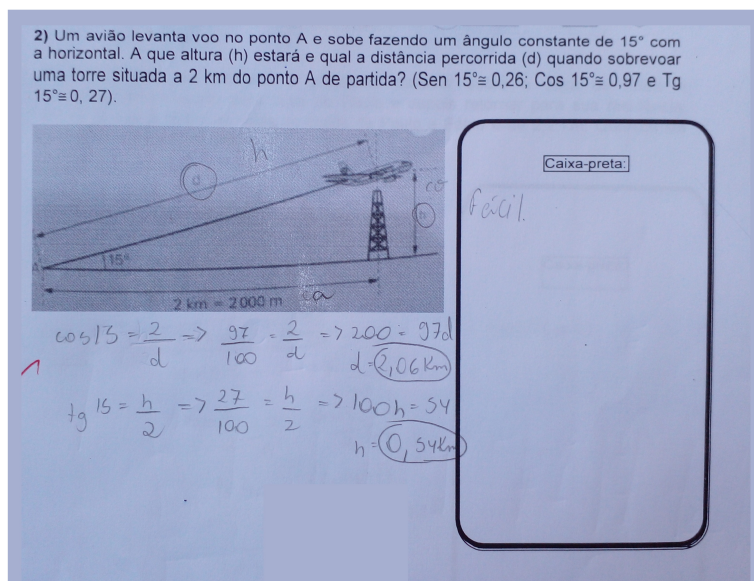 2) Um avião levanta voo no ponto A e sobe fazendo um ângulo constante de 15° com
a horizontal. A que altura (h) estará e qual a distância percorrida (d) quando sobrevoar
uma torre situada a 2 km do ponto A de partida? (Sen 15°≅ 0,26; Cos 15°≅ 0,97 e Tg
15°≅ 0, 27).
Caixa-preta:
Fácil.
h
d
co
h
A
15°
2 km = 2 000 m
ca
cos 15 = 2/d => 97/100 = 2/d => 200 = 97d
d = 2,06 Km
tg 15 = h/2 => 27/100 = h/2 => 100h = 54
h = 0,54 Km